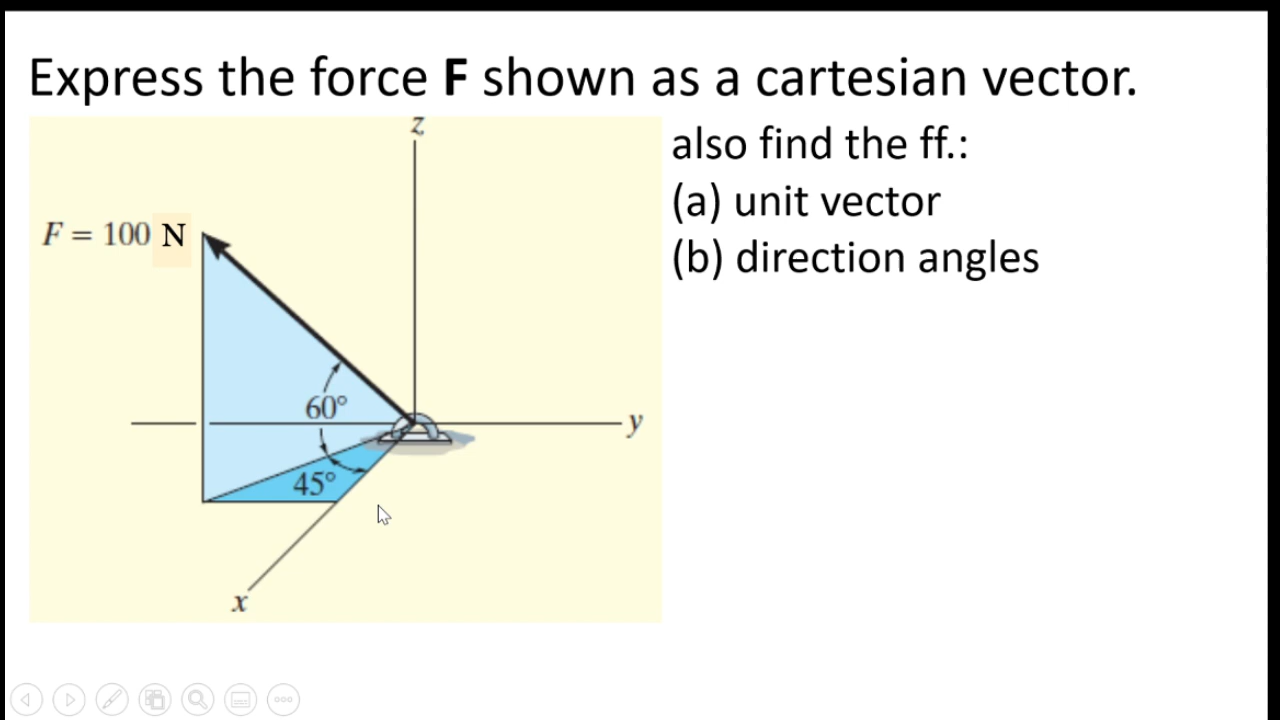 Express the force F shown as a cartesian vector.
also find the ff.:
(a) unit vector
(b) direction angles
z
F = 100 N
60°
y
45°
x